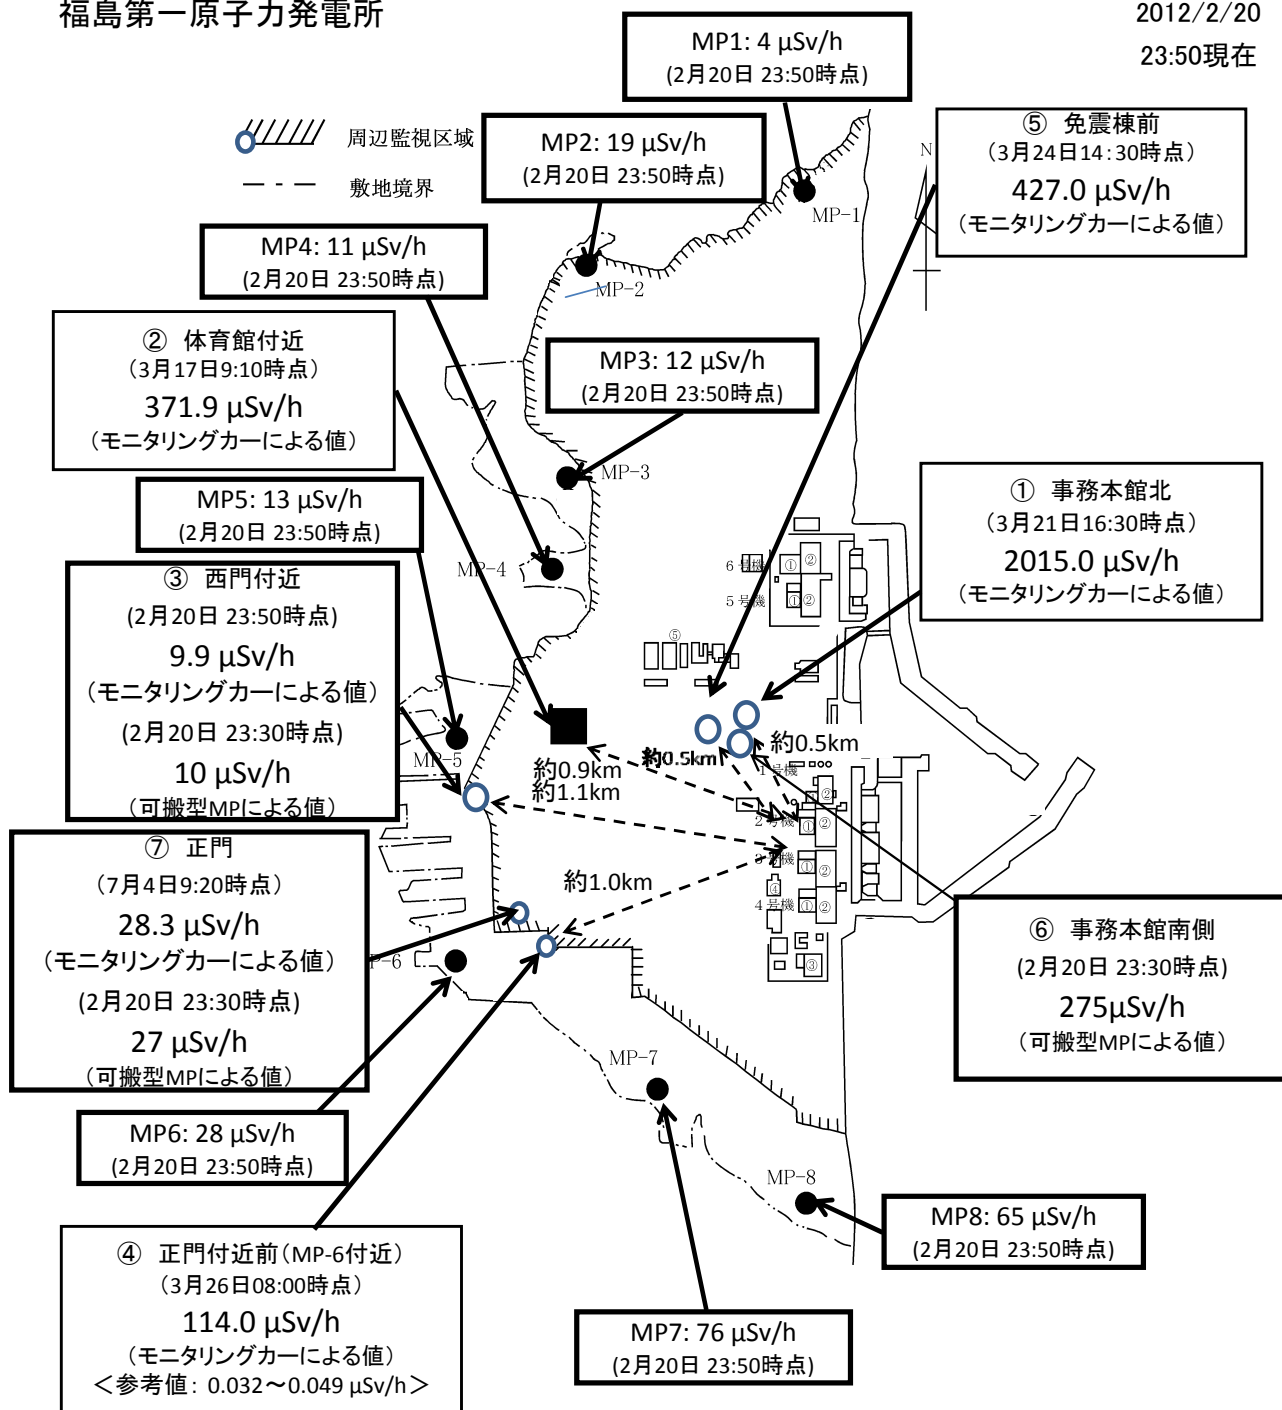 福島第一原子力発電所
2012/2/20
23:50現在
MP1: 4 μSv/h
(2月20日 23:50時点)
周辺監視区域
敷地境界
MP2: 19 μSv/h
(2月20日 23:50時点)
⑤ 免震棟前
(3月24日14:30時点)
427.0 μSv/h
(モニタリングカーによる値)
N
MP-1
MP4: 11 μSv/h
(2月20日 23:50時点)
MP-2
② 体育館付近
(3月17日9:10時点)
371.9 μSv/h
(モニタリングカーによる値)
MP3: 12 μSv/h
(2月20日 23:50時点)
MP-3
MP5: 13 μSv/h
(2月20日 23:50時点)
① 事務本館北
(3月21日16:30時点)
2015.0 μSv/h
(モニタリングカーによる値)
MP-4
6号機
① ②
5号機
① ②
⑤
③ 西門付近
(2月20日 23:50時点)
9.9 μSv/h
(モニタリングカーによる値)
(2月20日 23:30時点)
10 μSv/h
(可搬型MPによる値)
MP-5
約0.9km
約1.1km
約0.5km
約0.5km
1号機
②
2号機
① ②
3号機
① ②
④
4号機
① ②
③
約1.0km
⑦ 正門
(7月4日9:20時点)
28.3 μSv/h
(モニタリングカーによる値)
(2月20日 23:30時点)
27 μSv/h
(可搬型MPによる値)
P-6
⑥ 事務本館南側
(2月20日 23:30時点)
275μSv/h
(可搬型MPによる値)
MP-7
MP6: 28 μSv/h
(2月20日 23:50時点)
MP-8
MP8: 65 μSv/h
(2月20日 23:50時点)
④ 正門付近前(MP-6付近)
(3月26日08:00時点)
114.0 μSv/h
(モニタリングカーによる値)
<参考値: 0.032~0.049 μSv/h>
MP7: 76 μSv/h
(2月20日 23:50時点)